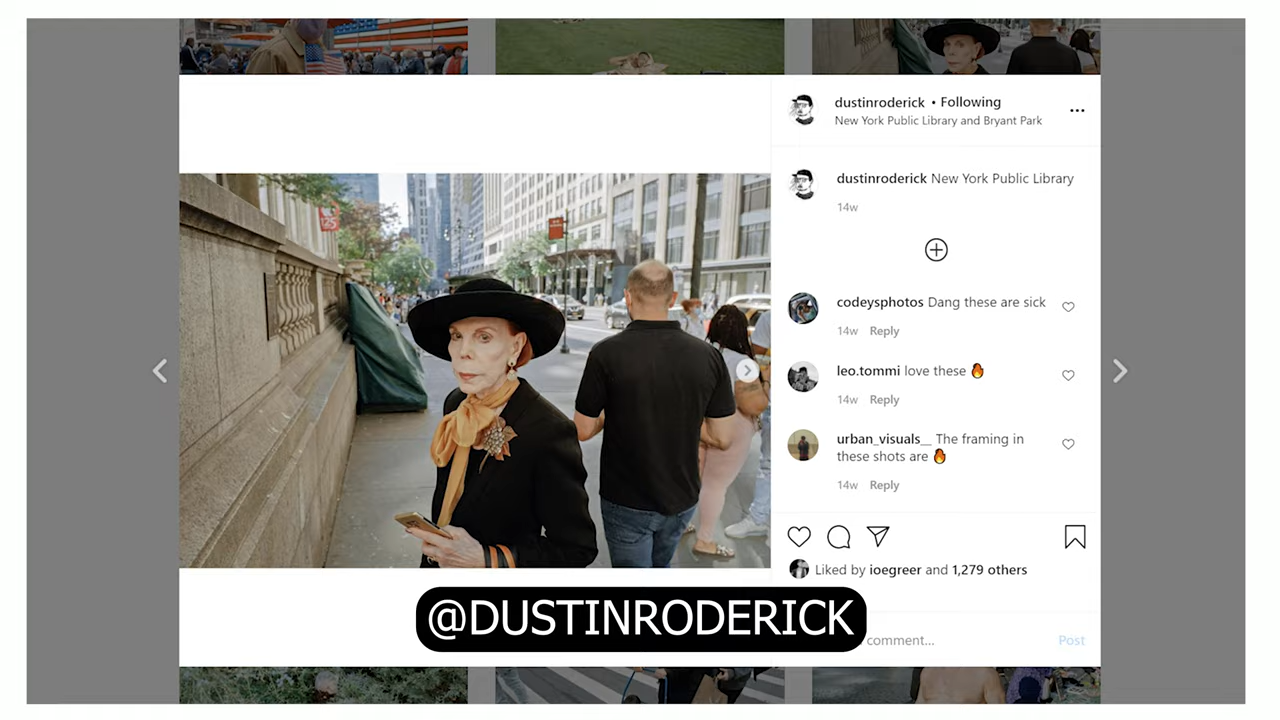 dustinroderick • Following
New York Public Library and Bryant Park
dustinroderick New York Public Library
14w
codeysphotos Dang these are sick
14w Reply
leo.tommi love these 🔥
14w Reply
urban_visuals__ The framing in
these shots are 🔥
14w Reply
Liked by ioegreer and 1,279 others
@DUSTINRODERICK
comment...
Post